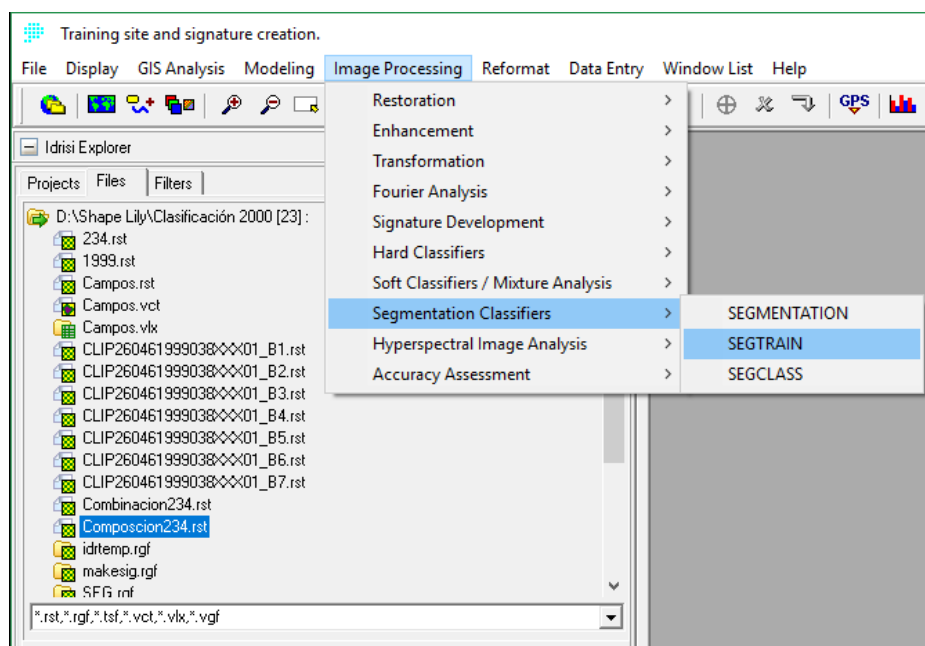 Training site and signature creation.
File Display GIS Analysis Modeling Image Processing Reformat Data Entry Window List Help
GPS
Idrisi Explorer
Projects Files Filters
D:\Shape Lily\Clasificación 2000 [23] :
234.rst
1999.rst
Campos.rst
Campos.vct
Campos.vlx
CLIP260461999038XXX01_B1.rst
CLIP260461999038XXX01_B2.rst
CLIP260461999038XXX01_B3.rst
CLIP260461999038XXX01_B4.rst
CLIP260461999038XXX01_B5.rst
CLIP260461999038XXX01_B6.rst
CLIP260461999038XXX01_B7.rst
Combinacion234.rst
Composcion234.rst
idrtemp.rgf
makesig.rgf
SEG.rgf
*.rst,*.rgf,*.tsf,*.vct,*.vlx,*.vgf
Restoration
Enhancement
Transformation
Fourier Analysis
Signature Development
Hard Classifiers
Soft Classifiers / Mixture Analysis
Segmentation Classifiers
Hyperspectral Image Analysis
Accuracy Assessment
SEGMENTATION
SEGTRAIN
SEGCLASS